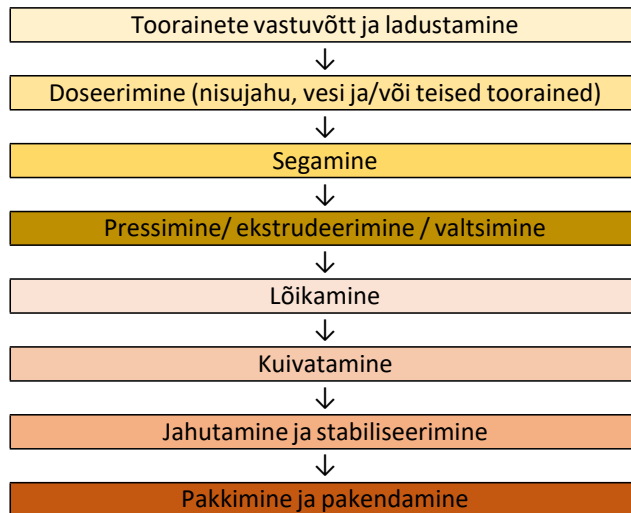 Toorainete vastuvõtt ja ladustamine
Doseerimine (nisujahu, vesi ja/või teised toorained)
Segamine
Pressimine/ ekstrudeerimine / valtsimine
Lõikamine
Kuivatamine
Jahutamine ja stabiliseerimine
Pakkimine ja pakendamine